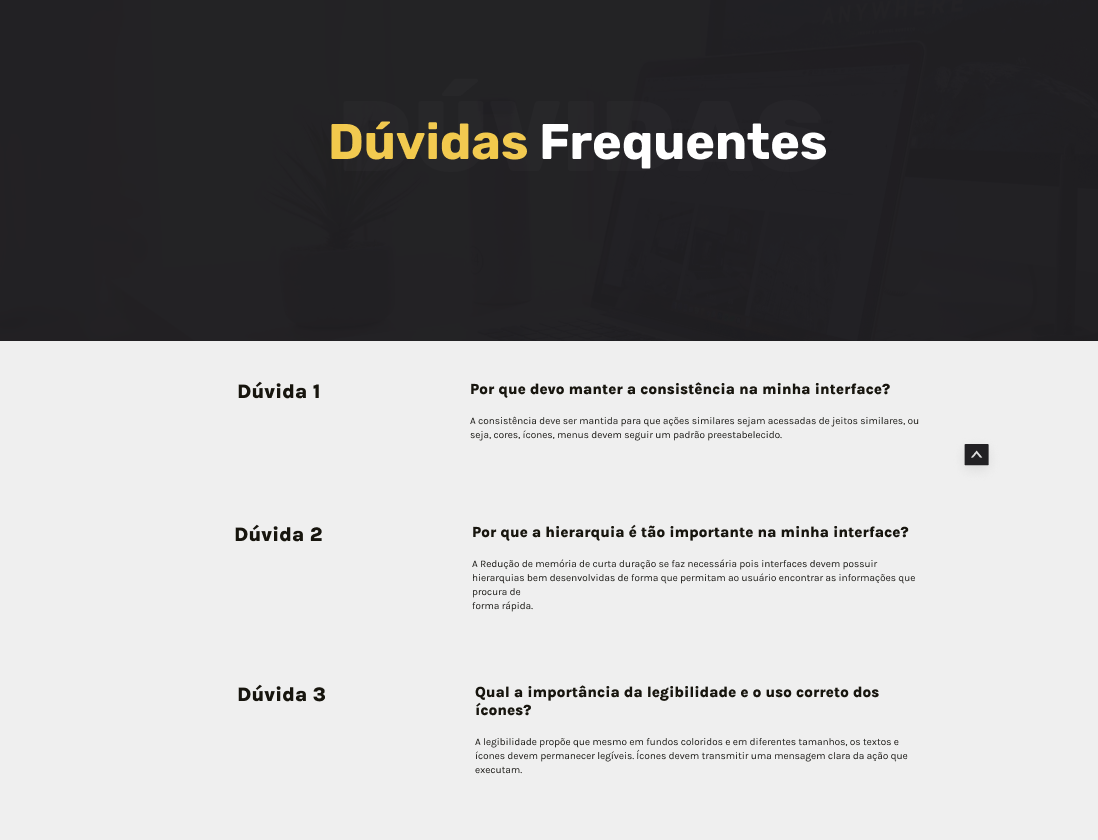 ANYWHERE
DÚVIDAS
Dúvidas Frequentes
Dúvida 1
Por que devo manter a consistência na minha interface?
A consistência deve ser mantida para que ações similares sejam acessadas de jeitos similares, ou
seja, cores, ícones, menus devem seguir um padrão preestabelecido.
Dúvida 2
Por que a hierarquia é tão importante na minha interface?
A Redução de memória de curta duração se faz necessária pois interfaces devem possuir
hierarquias bem desenvolvidas de forma que permitam ao usuário encontrar as informações que
procura de
forma rápida.
Dúvida 3
Qual a importância da legibilidade e o uso correto dos
ícones?
A legibilidade propõe que mesmo em fundos coloridos e em diferentes tamanhos, os textos e
ícones devem permanecer legíveis. Ícones devem transmitir uma mensagem clara da ação que
executam.